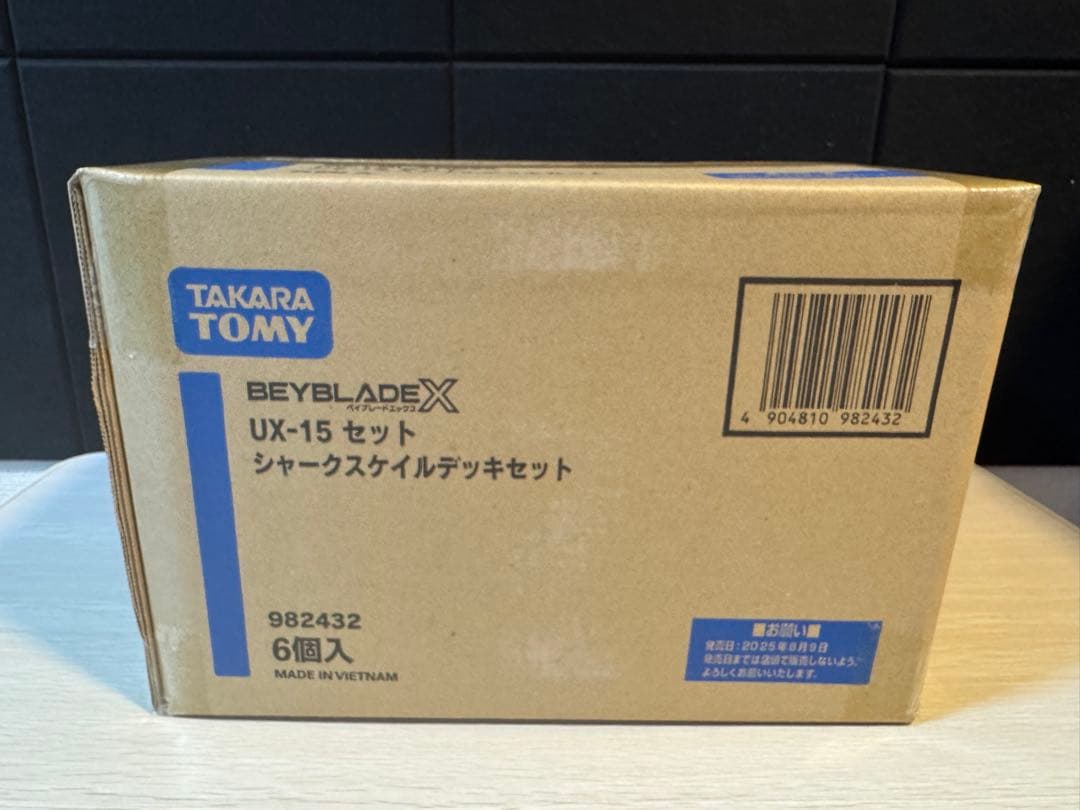 TAKARA
TOMY
BEYBLADE X
ベイブレードエックス
UX-15 セット
シャークスケイルデッキセット
4 904810 982432
982432
6個入
MADE IN VIETNAM
■お願い■
発売日:2025年8月9日
発売日までは店頭で販売しないよう、
よろしくお願いいたします。